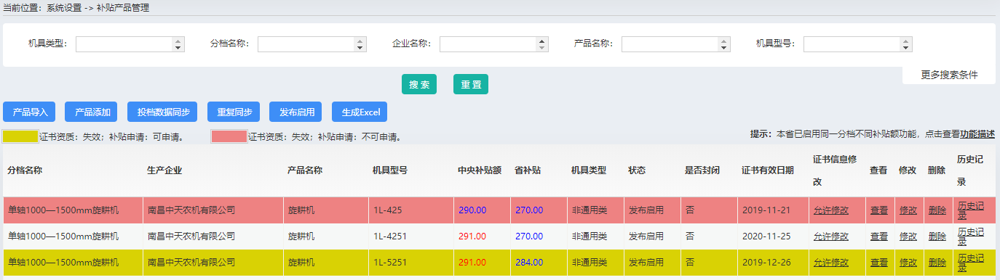 当前位置：系统设置 -> 补贴产品管理
机具类型： 分档名称： 企业名称： 产品名称： 机具型号：
更多搜索条件
搜 索 重 置
产品导入 产品添加 投档数据同步 重复同步 发布启用 生成Excel
证书资质：失效；补贴申请：可申请。 证书资质：失效；补贴申请：不可申请。 提示：本省已启用同一分档不同补贴额功能，点击查看功能描述
分档名称 生产企业 产品名称 机具型号 中央补贴额 省补贴 机具类型 状态 是否封闭 证书有效日期 证书信息修改 查看 修改 删除 历史记录
单轴1000—1500mm旋耕机 南昌中天农机有限公司 旋耕机 1L-425 290.00 270.00 非通用类 发布启用 否 2019-11-21 允许修改 查看 修改 删除 历史记录
单轴1000—1500mm旋耕机 南昌中天农机有限公司 旋耕机 1L-4251 291.00 270.00 非通用类 发布启用 否 2020-11-25 允许修改 查看 修改 删除 历史记录
单轴1000—1500mm旋耕机 南昌中天农机有限公司 旋耕机 1L-5251 291.00 284.00 非通用类 发布启用 否 2019-12-26 允许修改 查看 修改 删除 历史记录